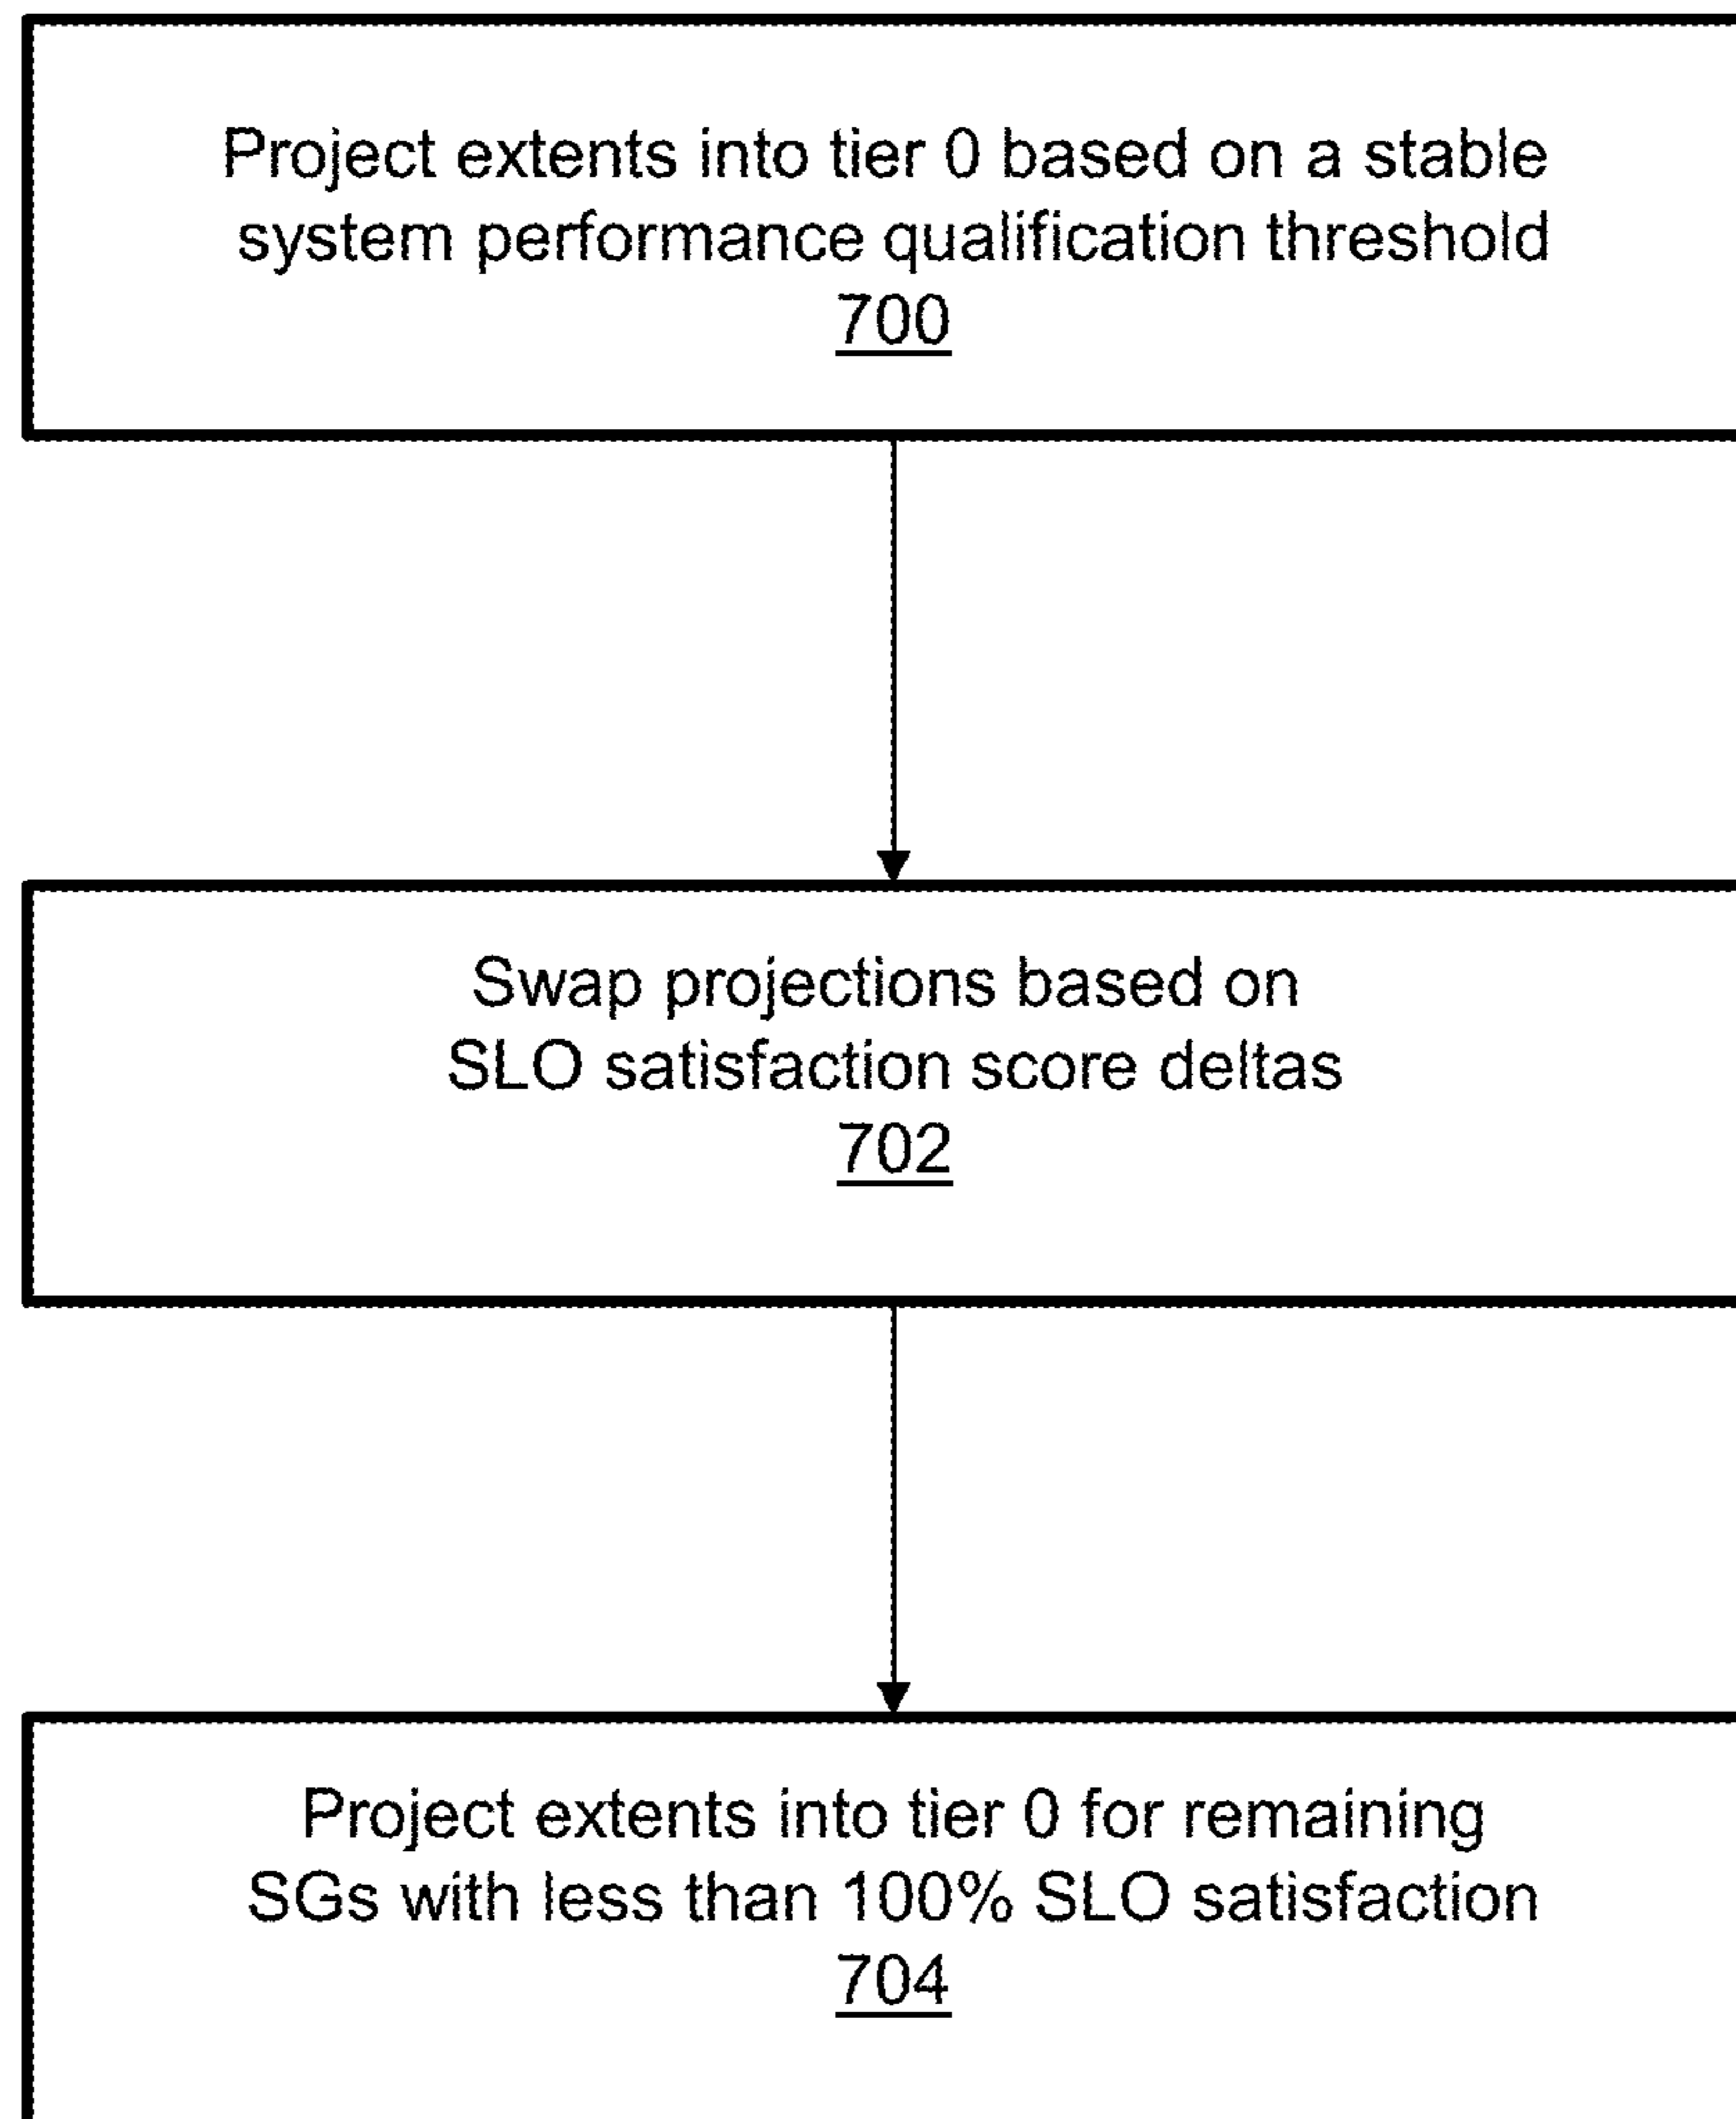 Project extents into tier 0 based on a stable
system performance qualification threshold
700
Swap projections based on
SLO satisfaction score deltas
702
Project extents into tier 0 for remaining
SGs with less than 100% SLO satisfaction
704